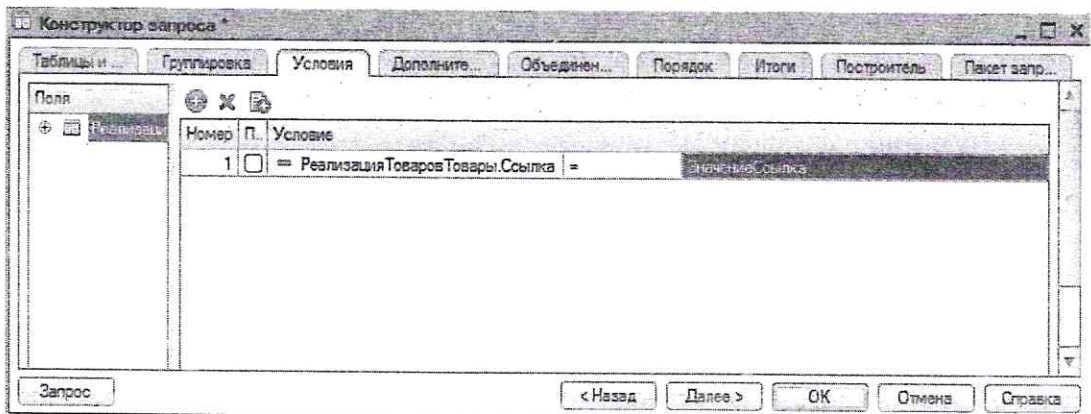 Конструктор запроса *
Таблицы и ... Группировка Условия Дополните... Объединен... Порядок Итоги Построитель Пакет запр...
Поля
Номер П.. Условие
1 РеализацияТоваровТовары.Ссылка = значениеСсылка
Реализаци
Запрос < Назад Далее > OK Отмена Справка